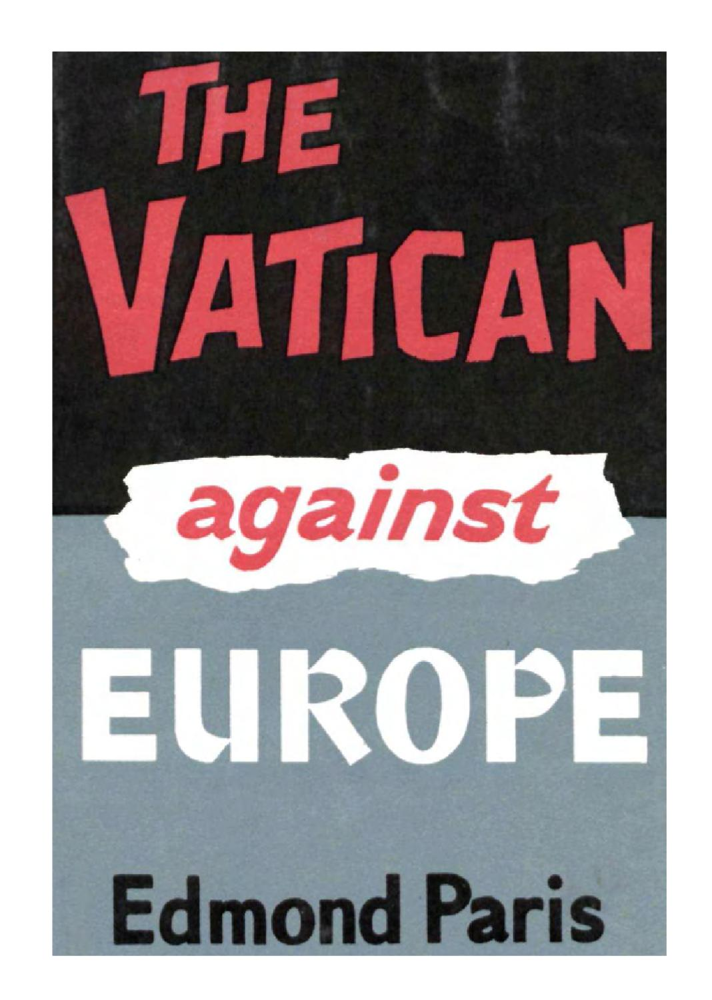 THE
VATICAN
against
EUROPE
Edmond Paris